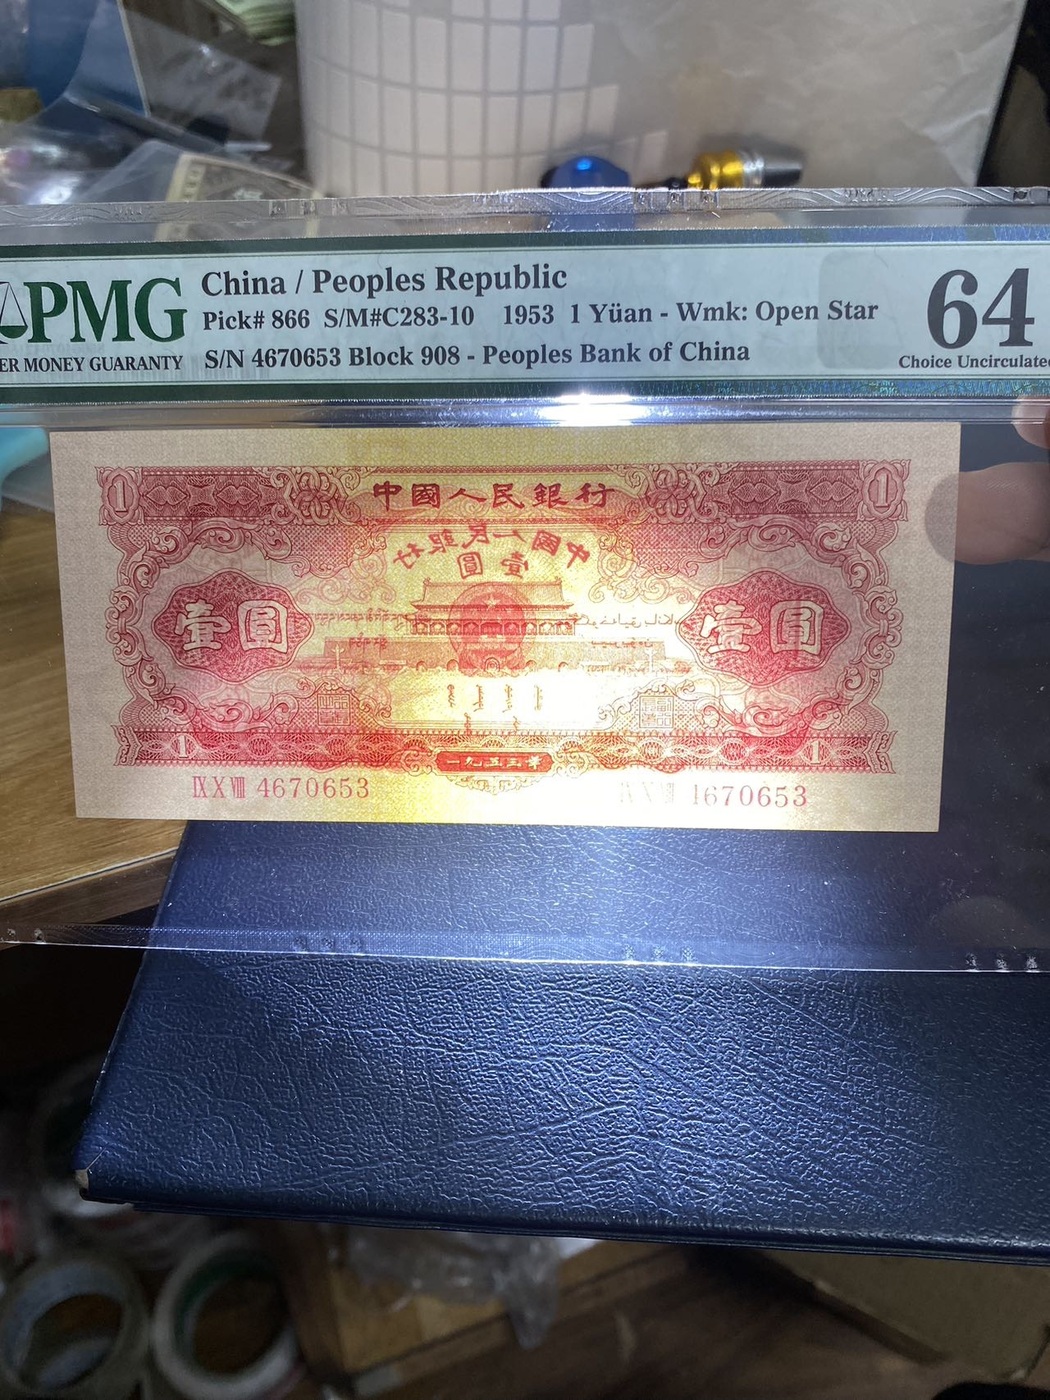 PMG
ER MONEY GUARANTY
China / Peoples Republic
Pick# 866 S/M#C283-10 1953 1 Yüan - Wmk: Open Star
S/N 4670653 Block 908 - Peoples Bank of China
64
Choice Uncirculated
1
中國人民銀行
1
中國人民銀行
壹圓
壹圓
壹圓
1
一九五三年
1
ⅨⅩⅧ 4670653
ⅨⅩⅧ 4670653